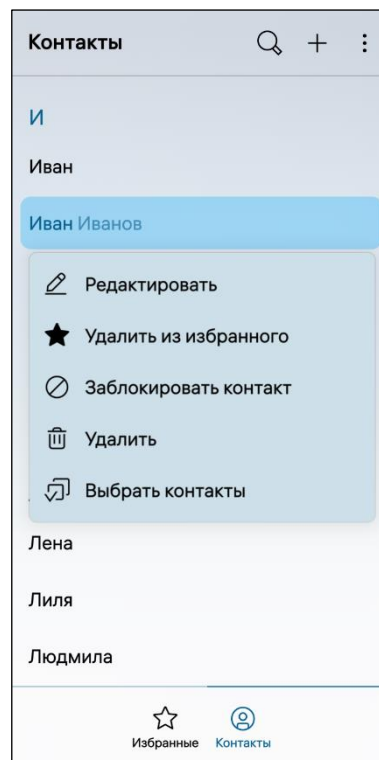 Контакты
И
Иван
Иван Иванов
Редактировать
Удалить из избранного
Заблокировать контакт
Удалить
Выбрать контакты
Лена
Лиля
Людмила
Избранные Контакты